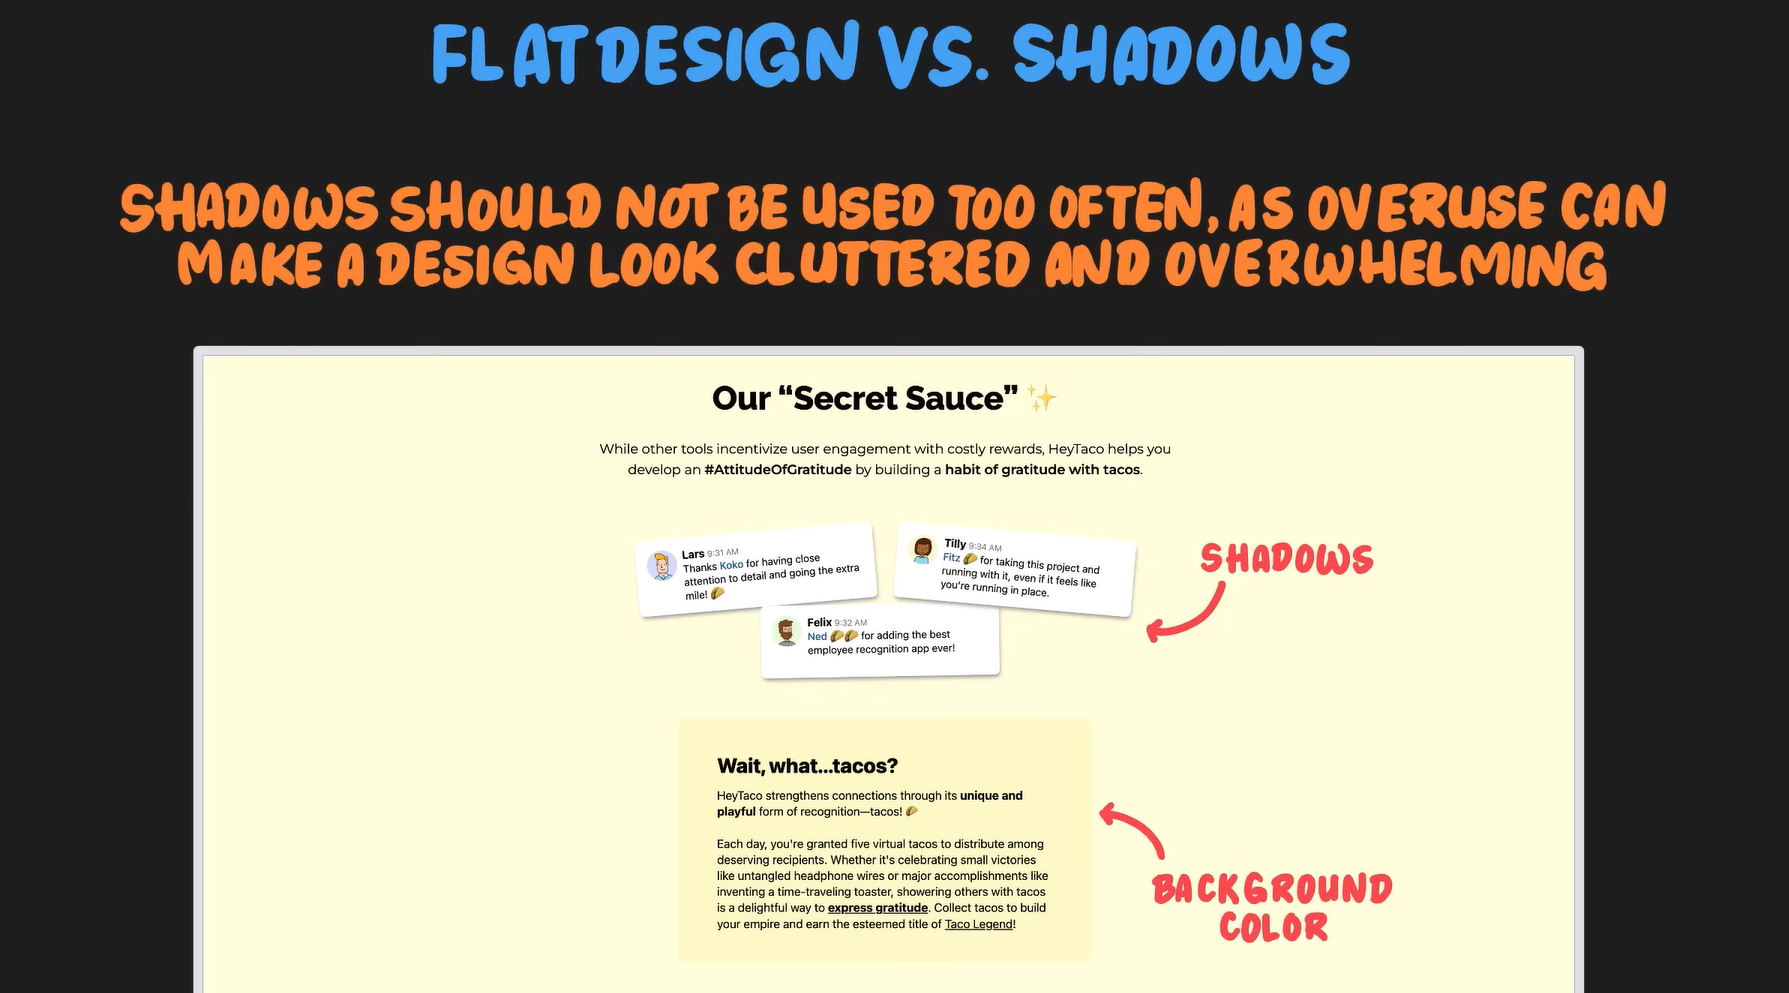 FLAT DESIGN VS. SHADOWS
SHADOWS SHOULD NOT BE USED TOO OFTEN, AS OVERUSE CAN
MAKE A DESIGN LOOK CLUTTERED AND OVERWHELMING
Our “Secret Sauce” ✨
While other tools incentivize user engagement with costly rewards, HeyTaco helps you
develop an #AttitudeOfGratitude by building a habit of gratitude with tacos.
Lars 9:31 AM
Thanks Koko for having close
attention to detail and going the extra
mile! 🌮
Tilly 9:34 AM
Fitz 🌮 for taking this project and
running with it, even if it feels like
you're running in place.
Felix 9:32 AM
Ned 🌮🌮 for adding the best
employee recognition app ever!
SHADOWS
Wait, what...tacos?
HeyTaco strengthens connections through its unique and
playful form of recognition—tacos! 🌮
Each day, you're granted five virtual tacos to distribute among
deserving recipients. Whether it's celebrating small victories
like untangled headphone wires or major accomplishments like
inventing a time-traveling toaster, showering others with tacos
is a delightful way to express gratitude. Collect tacos to build
your empire and earn the esteemed title of Taco Legend!
BACKGROUND
COLOR